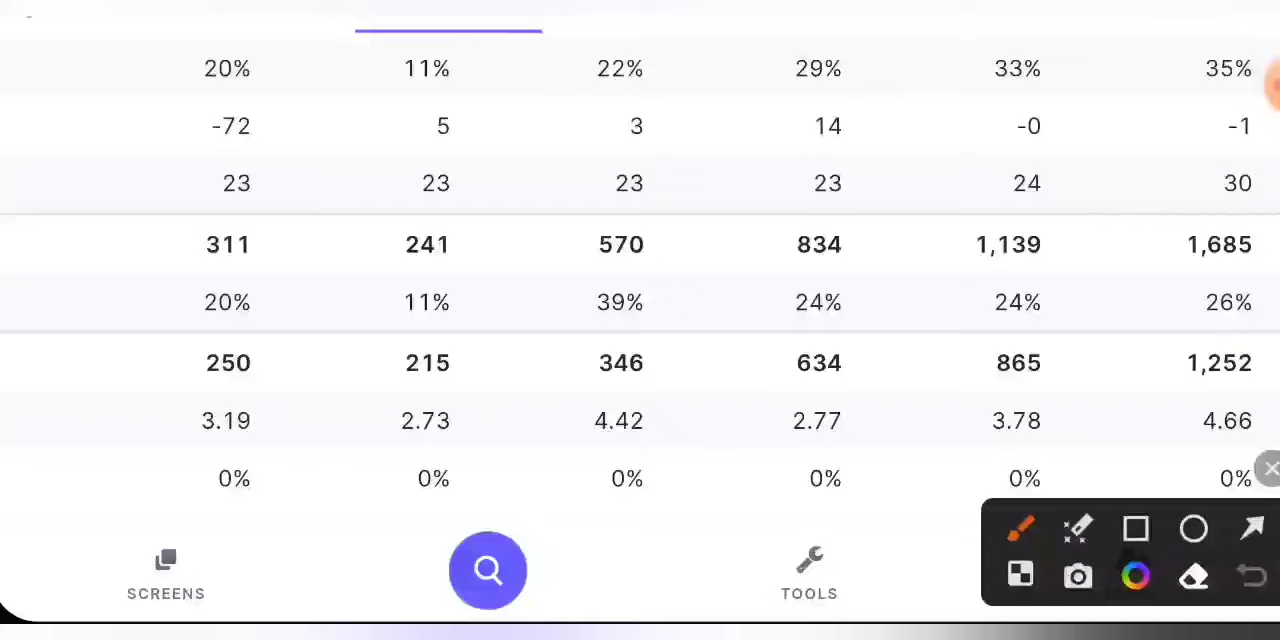 20% 11% 22% 29% 33% 35%
-72 5 3 14 -0 -1
23 23 23 23 24 30
311 241 570 834 1,139 1,685
20% 11% 39% 24% 24% 26%
250 215 346 634 865 1,252
3.19 2.73 4.42 2.77 3.78 4.66
0% 0% 0% 0% 0% 0%
SCREENS TOOLS